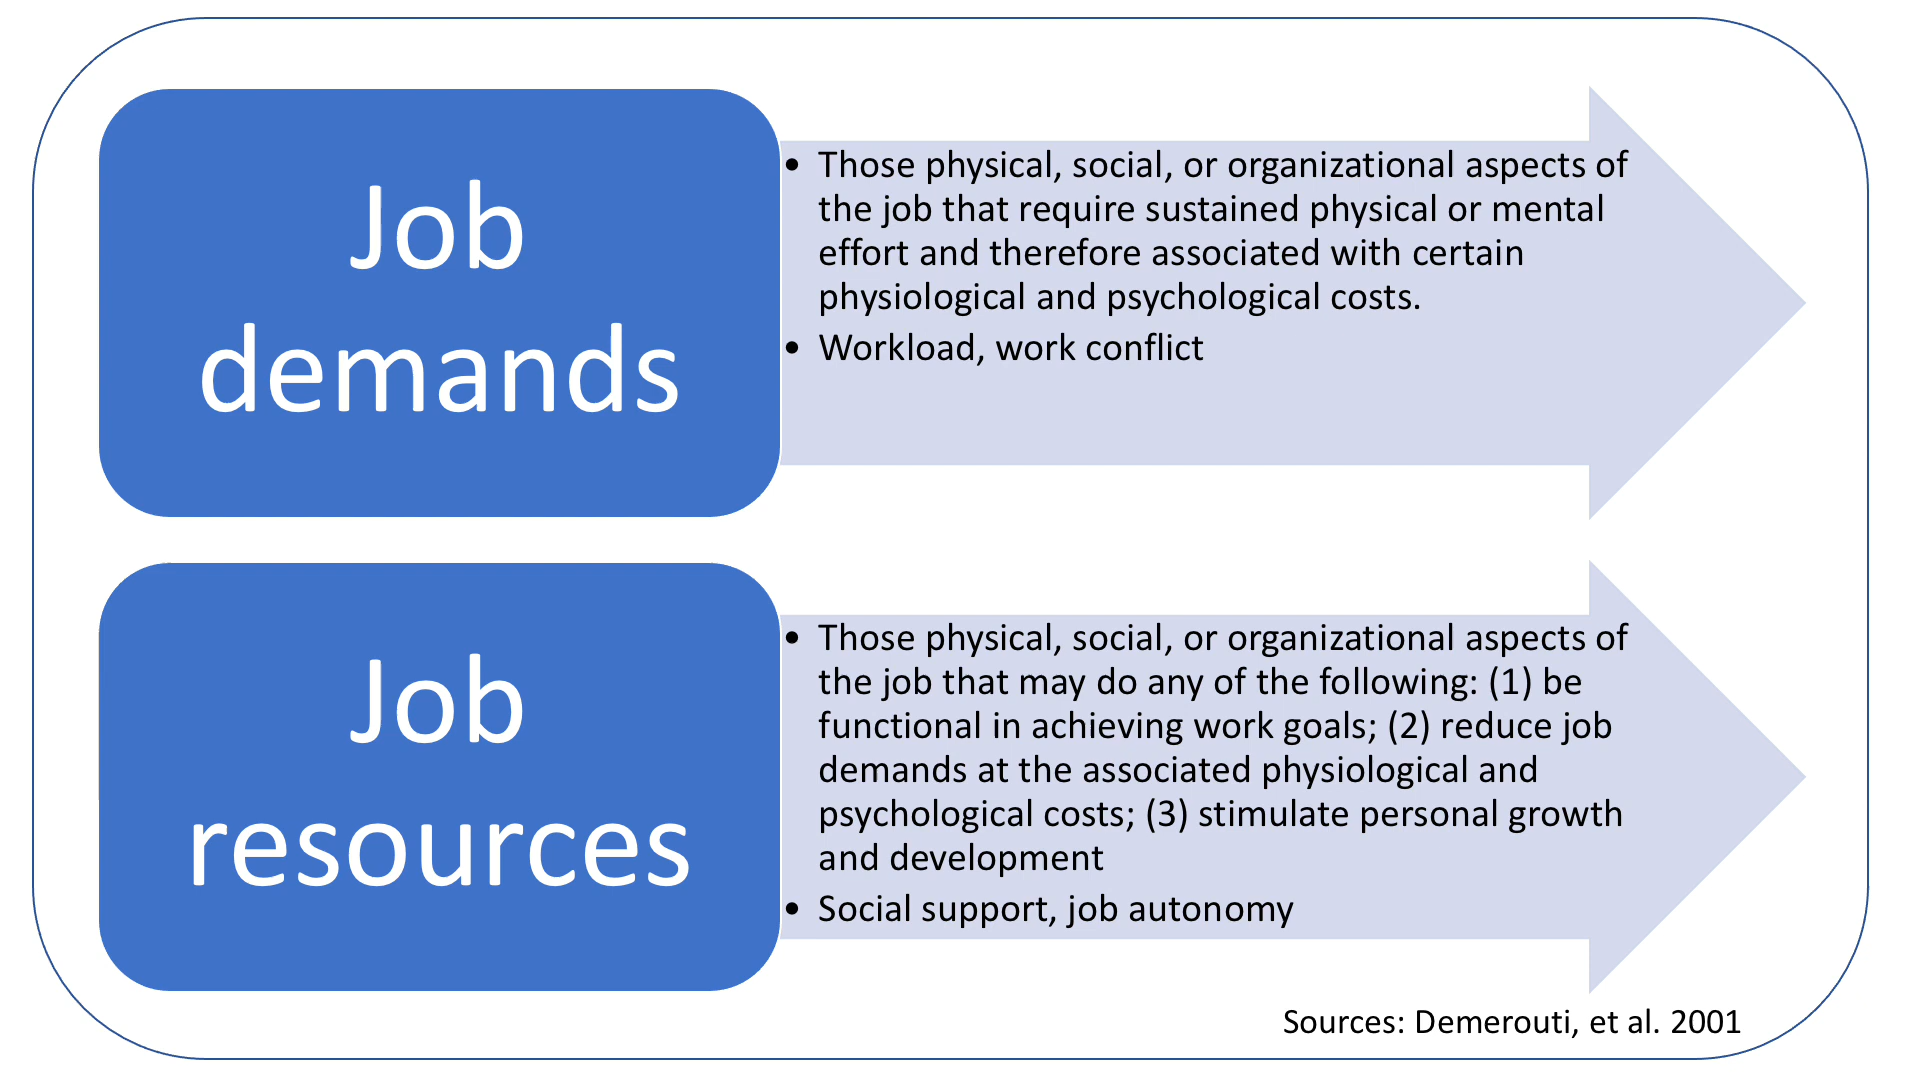 Job
demands
• Those physical, social, or organizational aspects of
the job that require sustained physical or mental
effort and therefore associated with certain
physiological and psychological costs.
• Workload, work conflict
Job
resources
• Those physical, social, or organizational aspects of
the job that may do any of the following: (1) be
functional in achieving work goals; (2) reduce job
demands at the associated physiological and
psychological costs; (3) stimulate personal growth
and development
• Social support, job autonomy
Sources: Demerouti, et al. 2001